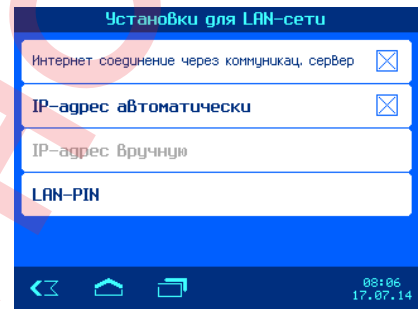 Установки для LAN-сети
Интернет соединение через коммуникац. сервер
IP-адрес автоматически
IP-адрес вручную
LAN-PIN
08:06
17.07.14